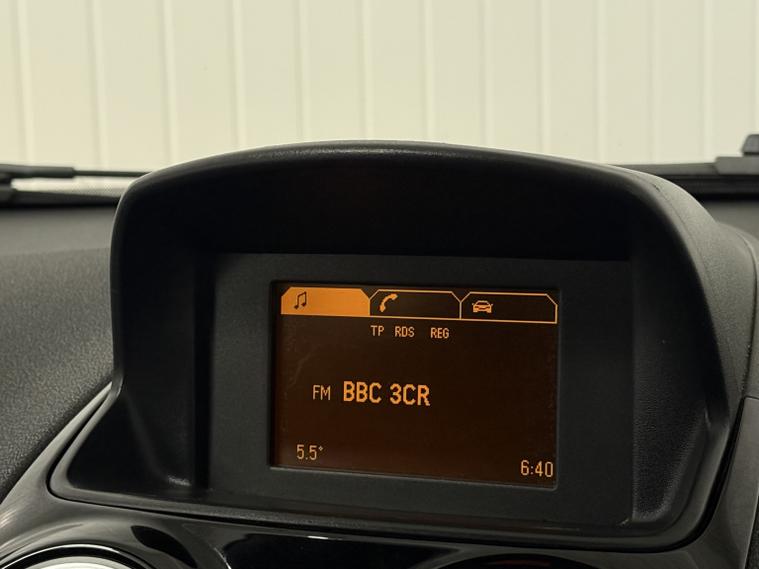 TP RDS REG
FM BBC 3CR
5.5°
6:40